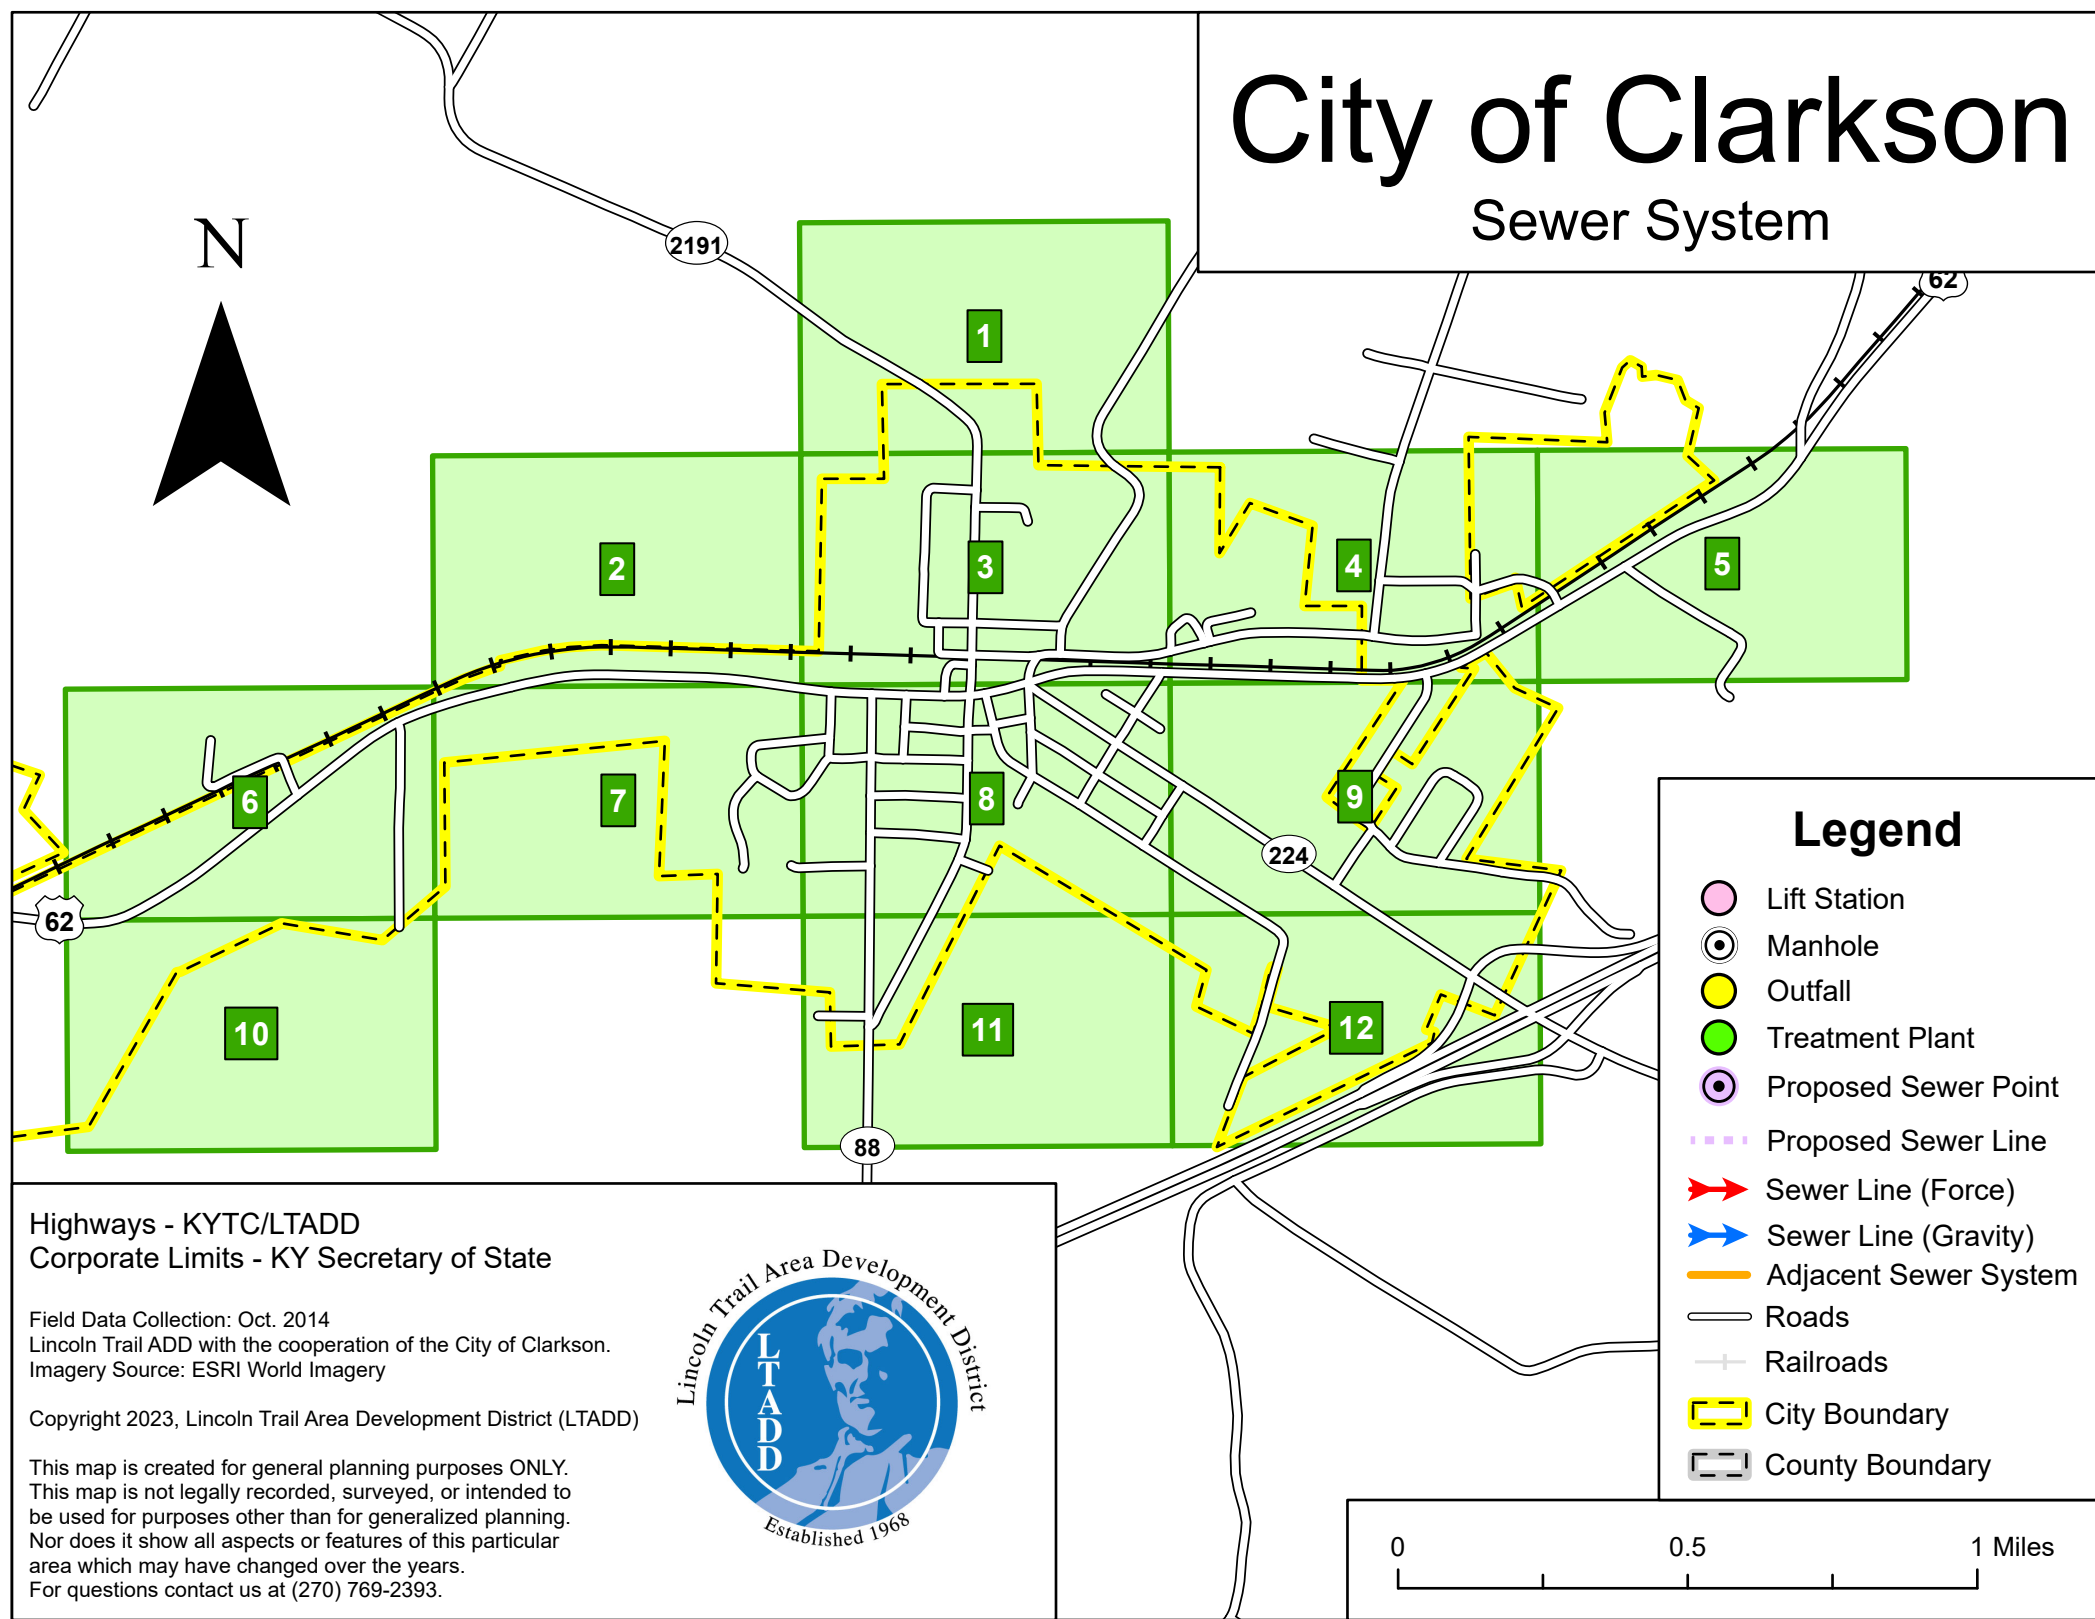 City of Clarkson
Sewer System
N
2191
62
1
2
3
4
5
6
7
8
9
224
62
10
11
12
88
Legend
Lift Station
Manhole
Outfall
Treatment Plant
Proposed Sewer Point
Proposed Sewer Line
Sewer Line (Force)
Sewer Line (Gravity)
Adjacent Sewer System
Roads
Railroads
City Boundary
County Boundary
Highways - KYTC/LTADD
Corporate Limits - KY Secretary of State
Field Data Collection: Oct. 2014
Lincoln Trail ADD with the cooperation of the City of Clarkson.
Imagery Source: ESRI World Imagery
Copyright 2023, Lincoln Trail Area Development District (LTADD)
This map is created for general planning purposes ONLY.
This map is not legally recorded, surveyed, or intended to
be used for purposes other than for generalized planning.
Nor does it show all aspects or features of this particular
area which may have changed over the years.
For questions contact us at (270) 769-2393.
Lincoln Trail Area Development District
LTADD
Established 1968
0 0.5 1 Miles